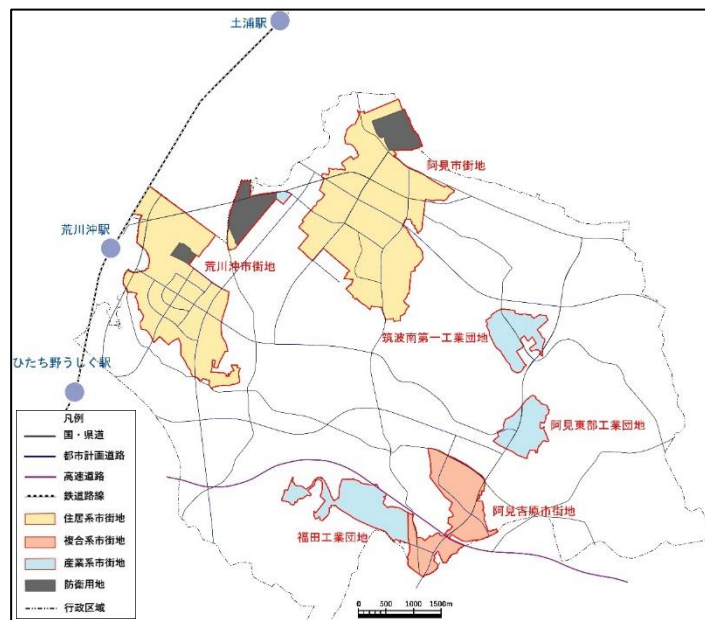 土浦駅
阿見市街地
荒川沖駅
荒川沖市街地
筑波南第一工業団地
ひたち野うしく駅
阿見東部工業団地
阿見吉原市街地
福田工業団地
凡例
国・県道
都市計画道路
高速道路
鉄道路線
住居系市街地
複合系市街地
産業系市街地
防衛用地
行政区域
0 500 1000 1500m